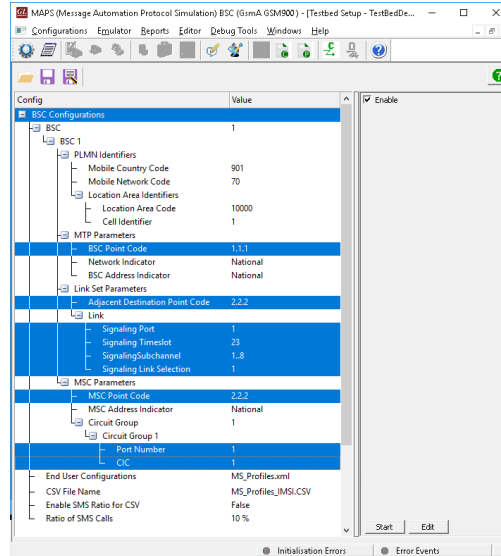 MAPS (Message Automation Protocol Simulation) BSC (GsmA GSM900 ) - [Testbed Setup - TestBedDe...
Configurations Emulator Reports Editor Debug Tools Windows Help
Config Value
BSC Configurations
BSC 1
BSC 1
PLMN Identifiers
Mobile Country Code 901
Mobile Network Code 70
Location Area Identifiers
Location Area Code 10000
Cell Identifier 1
MTP Parameters
BSC Point Code 1.1.1
Network Indicator National
BSC Address Indicator National
Link Set Parameters
Adjacent Destination Point Code 2.2.2
Link
Signaling Port 1
Signaling Timeslot 23
SignalingSubchannel 1..8
Signaling Link Selection 1
MSC Parameters
MSC Point Code 2.2.2
MSC Address Indicator National
Circuit Group 1
Circuit Group 1
Port Number 1
CIC 1
End User Configurations MS_Profiles.xml
CSV File Name MS_Profiles_IMSI.CSV
Enable SMS Ratio for CSV False
Ratio of SMS Calls 10 %
Enable
Start Edit
Initialisation Errors Error Events